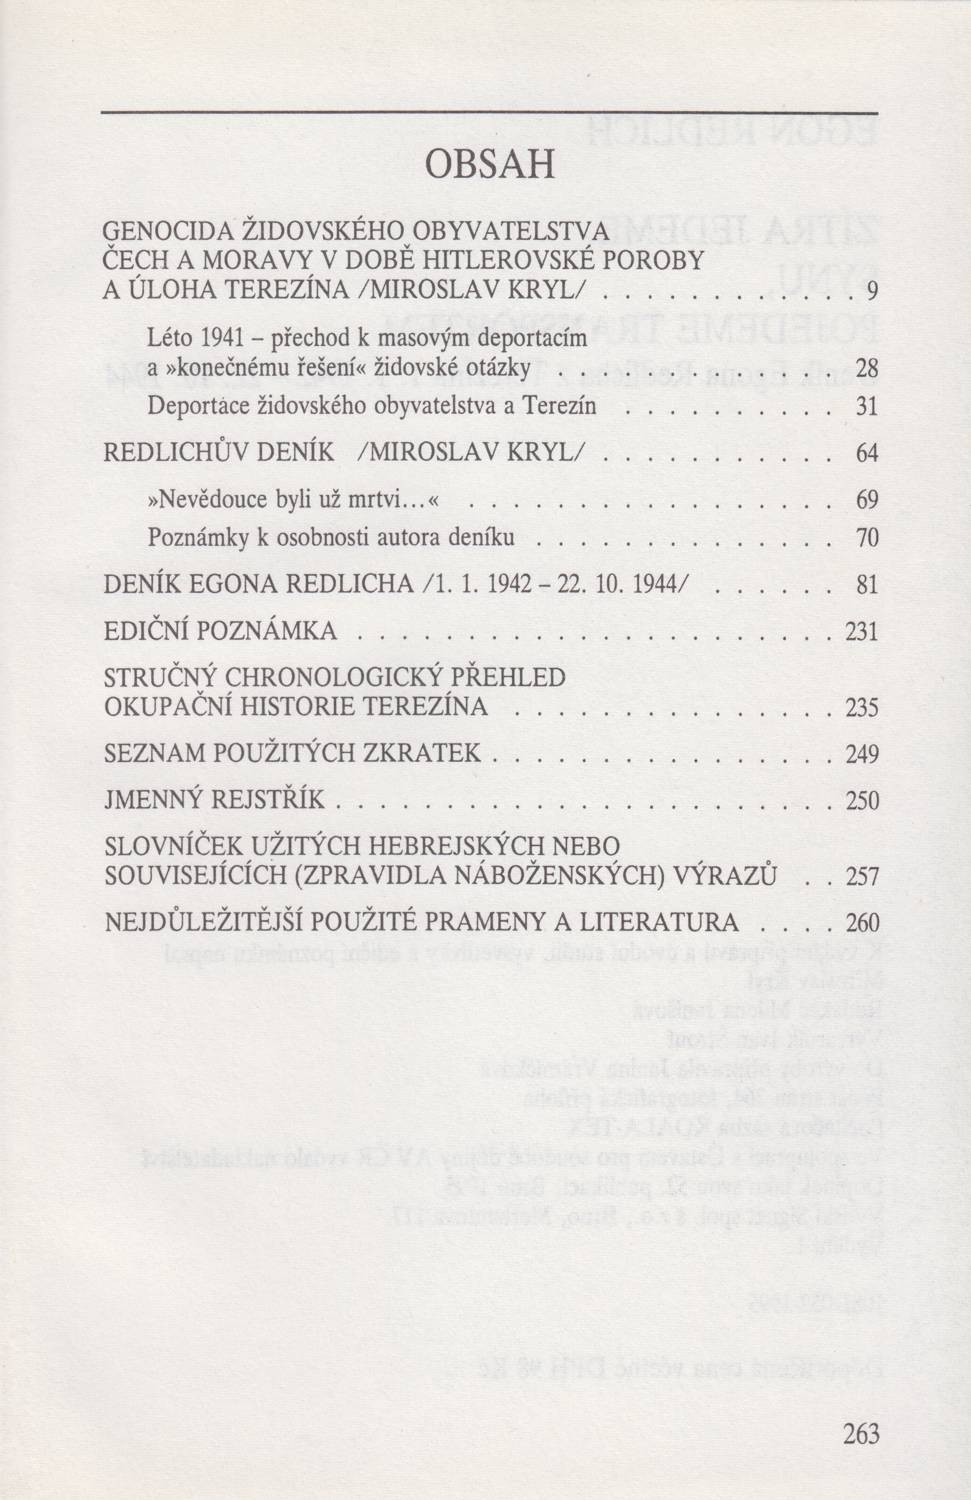 OBSAH
GENOCIDA ŽIDOVSKÉHO OBYVATELSTVA
ČECH A MORAVY V DOBĚ HITLEROVSKÉ POROBY
A ÚLOHA TEREZÍNA /MIROSLAV KRYL/ . . . . . . . . . . . . 9
Léto 1941 – přechod k masovým deportacím
a »konečnému řešení« židovské otázky . . . . . . . . . . . . . 28
Deportace židovského obyvatelstva a Terezín . . . . . . . . . . 31
REDLICHŮV DENÍK /MIROSLAV KRYL/ . . . . . . . . . . . 64
»Nevědouce byli už mrtvi...« . . . . . . . . . . . . . . . . . 69
Poznámky k osobnosti autora deníku . . . . . . . . . . . . . . 70
DENÍK EGONA REDLICHA /1. 1. 1942 – 22. 10. 1944/ . . . . . . 81
EDIČNÍ POZNÁMKA . . . . . . . . . . . . . . . . . . . . . . 231
STRUČNÝ CHRONOLOGICKÝ PŘEHLED
OKUPAČNÍ HISTORIE TEREZÍNA . . . . . . . . . . . . . . . 235
SEZNAM POUŽITÝCH ZKRATEK . . . . . . . . . . . . . . . . 249
JMENNÝ REJSTŘÍK . . . . . . . . . . . . . . . . . . . . . . . 250
SLOVNÍČEK UŽITÝCH HEBREJSKÝCH NEBO
SOUVISEJÍCÍCH (ZPRAVIDLA NÁBOŽENSKÝCH) VÝRAZŮ . . 257
NEJDŮLEŽITĚJŠÍ POUŽITÉ PRAMENY A LITERATURA . . . . 260
263